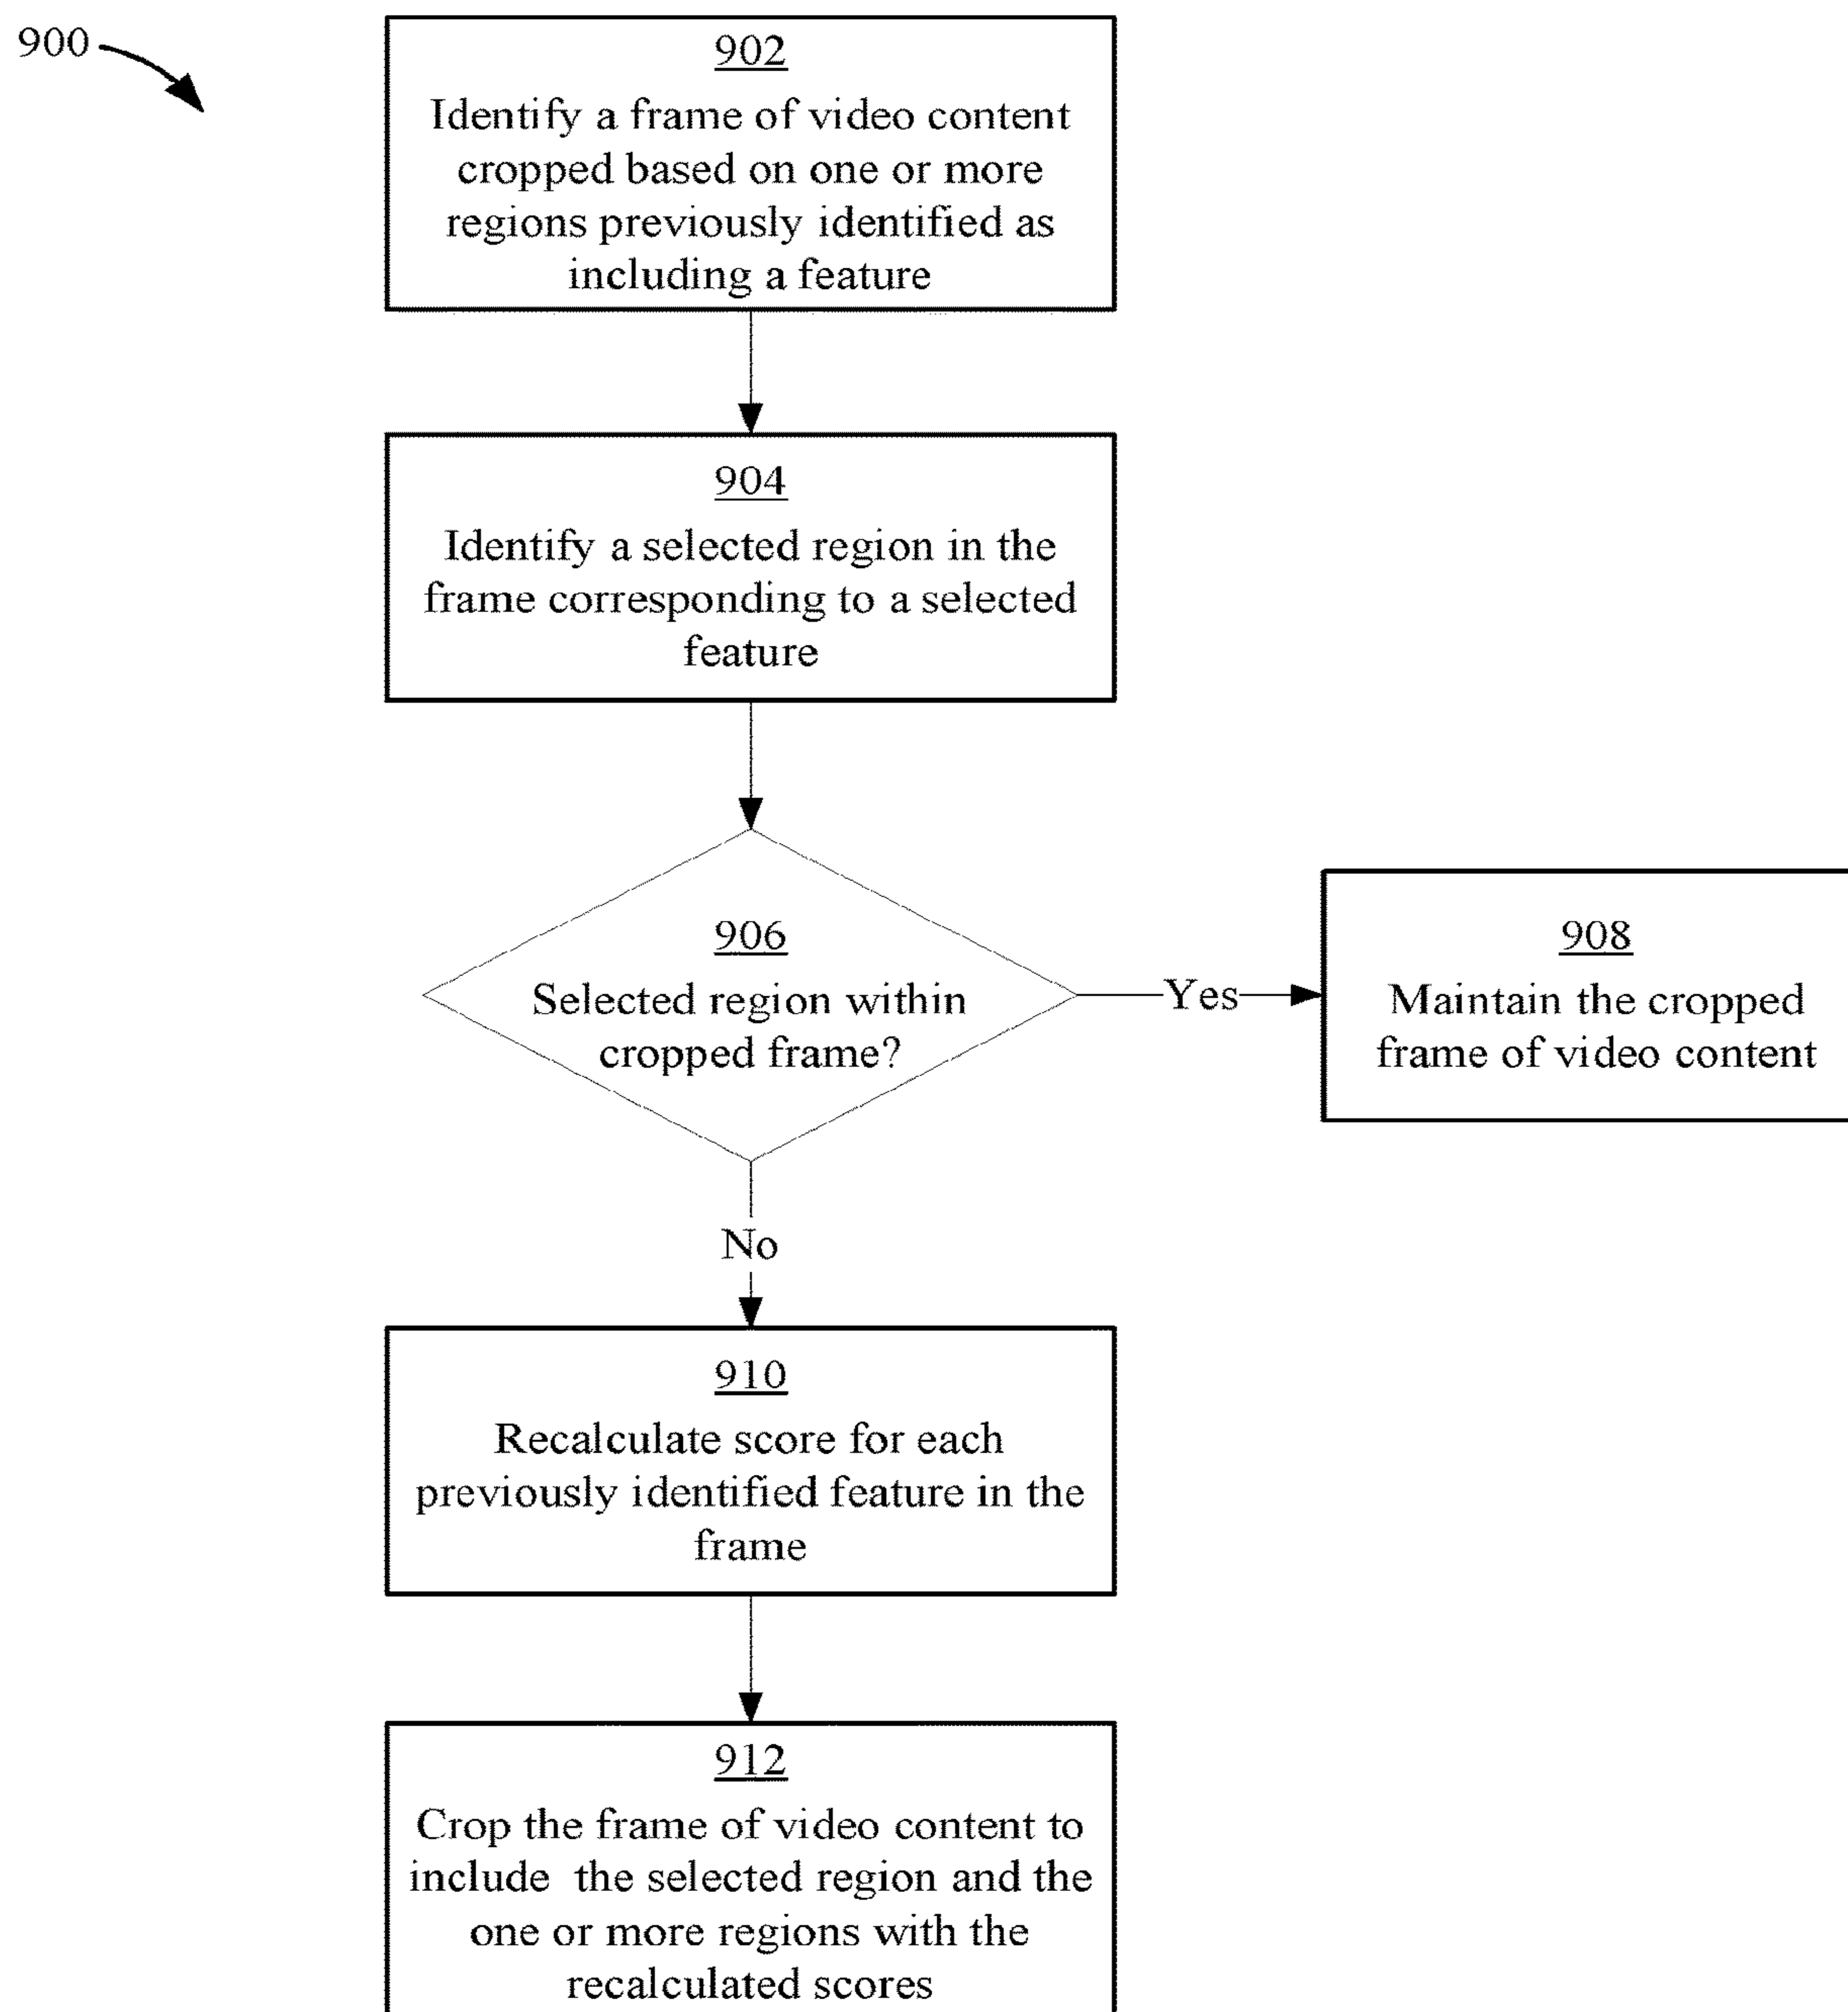 900
902
Identify a frame of video content
cropped based on one or more
regions previously identified as
including a feature
904
Identify a selected region in the
frame corresponding to a selected
feature
906
Selected region within
cropped frame?
Yes
908
Maintain the cropped
frame of video content
No
910
Recalculate score for each
previously identified feature in the
frame
912
Crop the frame of video content to
include the selected region and the
one or more regions with the
recalculated scores